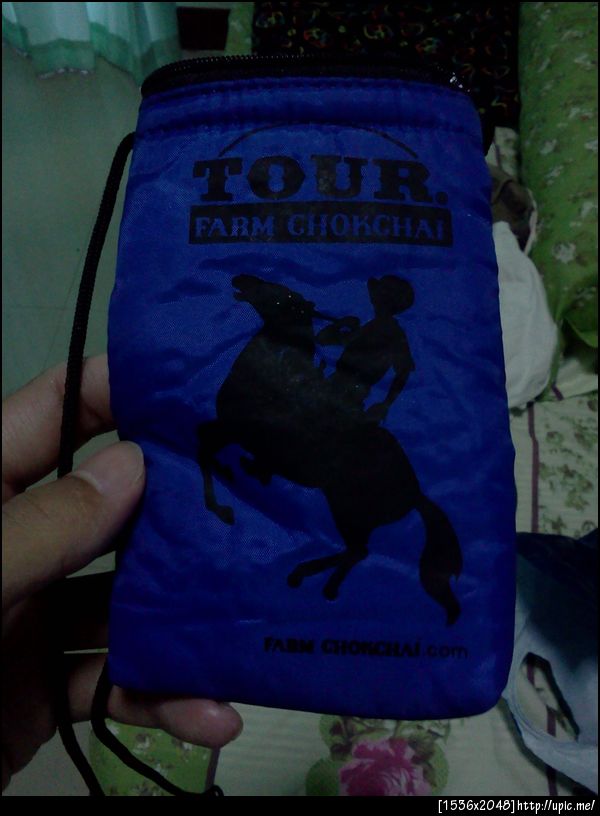 TOUR.
FARM CHOKCHAI
FARM CHOKCHAI.com
[1536x2048]http://upic.me/